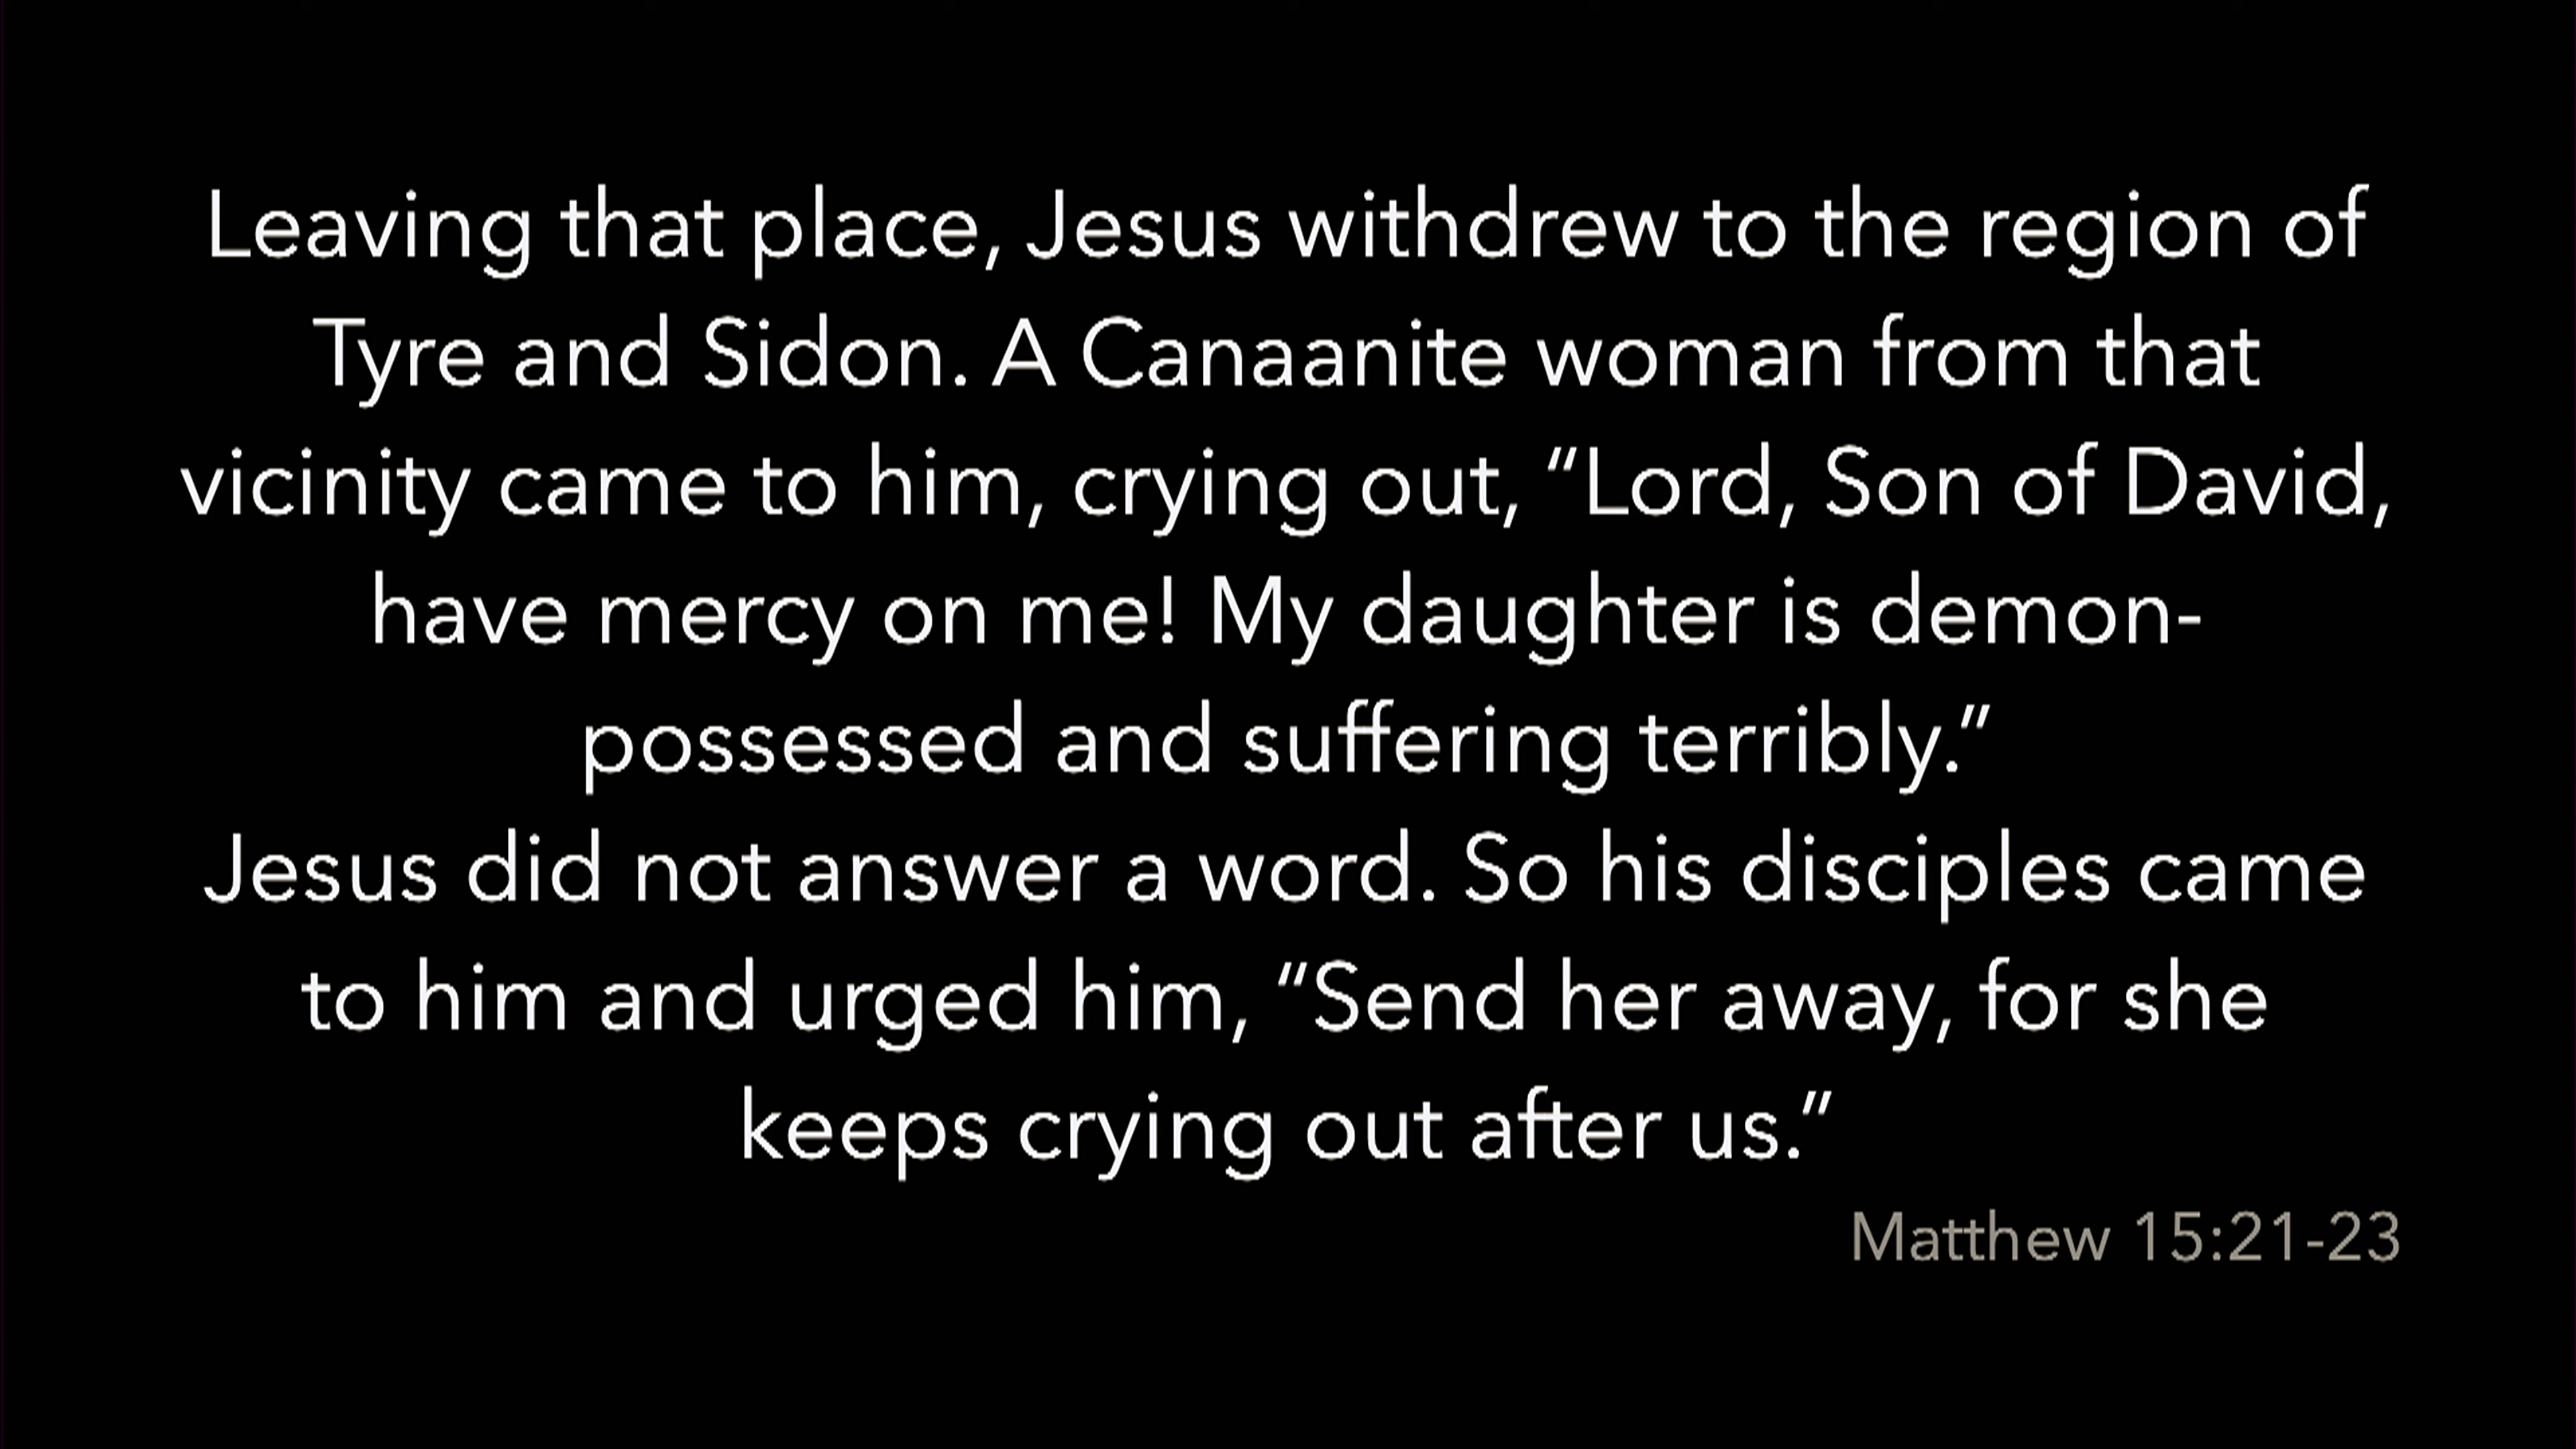 Leaving that place, Jesus withdrew to the region of
Tyre and Sidon. A Canaanite woman from that
vicinity came to him, crying out, “Lord, Son of David,
have mercy on me! My daughter is demon-
possessed and suffering terribly.”
Jesus did not answer a word. So his disciples came
to him and urged him, “Send her away, for she
keeps crying out after us.”
Matthew 15:21-23